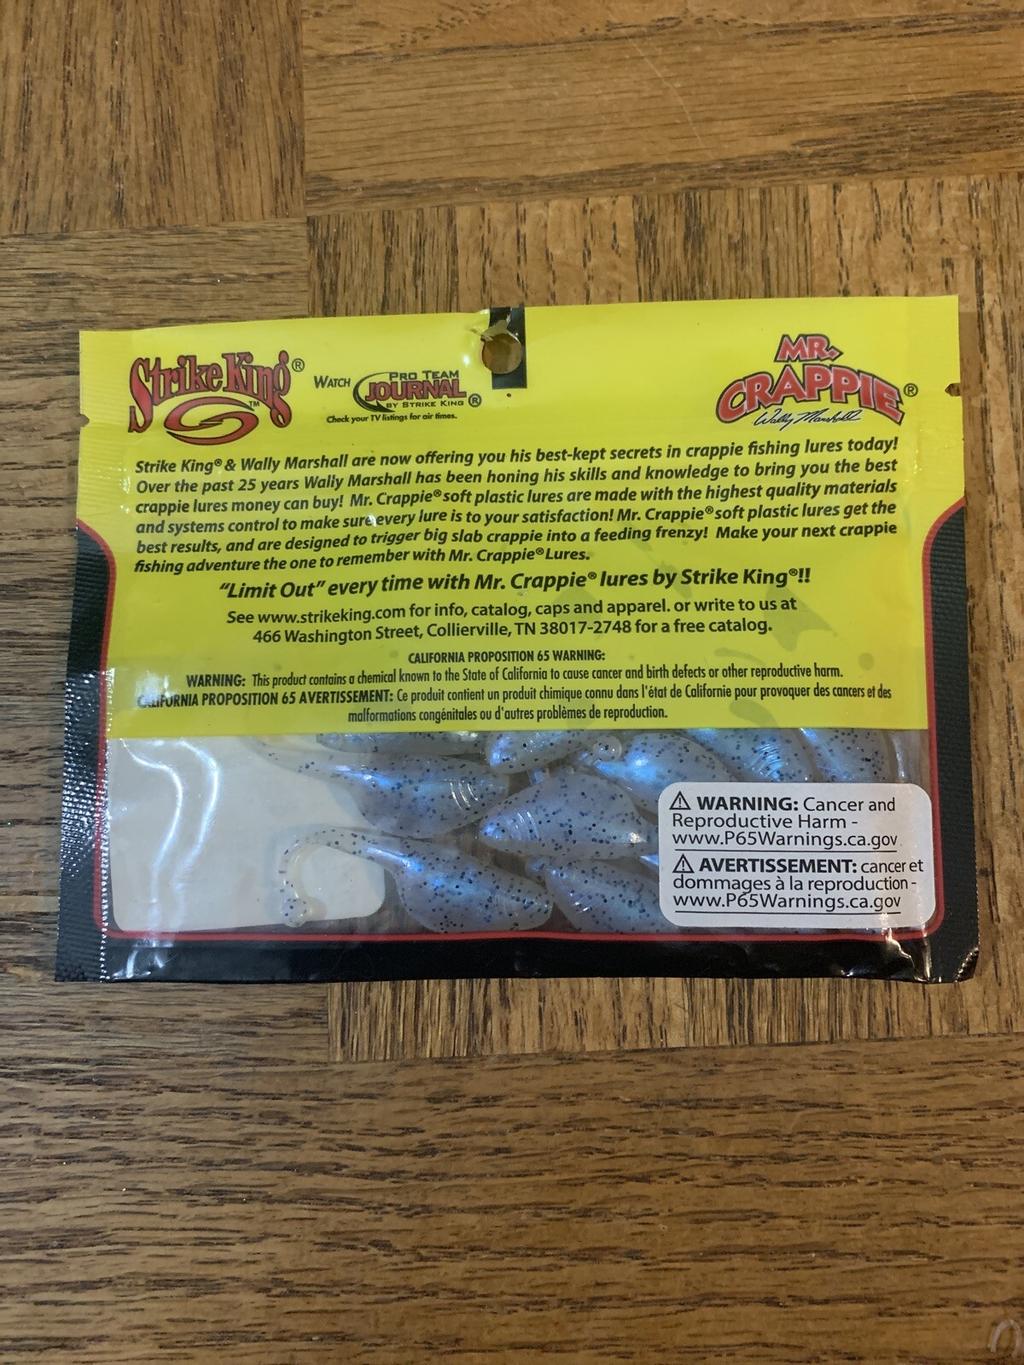 Strike King® ™
WATCH PRO TEAM JOURNAL BY STRIKE KING ®
Check your TV listings for air times.
MR. CRAPPIE®
Wally Marshall
Strike King® & Wally Marshall are now offering you his best-kept secrets in crappie fishing lures today!
Over the past 25 years Wally Marshall has been honing his skills and knowledge to bring you the best
crappie lures money can buy! Mr. Crappie® soft plastic lures are made with the highest quality materials
and systems control to make sure every lure is to your satisfaction! Mr. Crappie® soft plastic lures get the
best results, and are designed to trigger big slab crappie into a feeding frenzy! Make your next crappie
fishing adventure the one to remember with Mr. Crappie® Lures.
"Limit Out" every time with Mr. Crappie® lures by Strike King®!!
See www.strikeking.com for info, catalog, caps and apparel. or write to us at
466 Washington Street, Collierville, TN 38017-2748 for a free catalog.
CALIFORNIA PROPOSITION 65 WARNING:
WARNING: This product contains a chemical known to the State of California to cause cancer and birth defects or other reproductive harm.
CALIFORNIA PROPOSITION 65 AVERTISSEMENT: Ce produit contient un produit chimique connu dans l'état de Californie pour provoquer des cancers et des
malformations congénitales ou d'autres problèmes de reproduction.
⚠ WARNING: Cancer and
Reproductive Harm -
www.P65Warnings.ca.gov
⚠ AVERTISSEMENT: cancer et
dommages à la reproduction -
www.P65Warnings.ca.gov